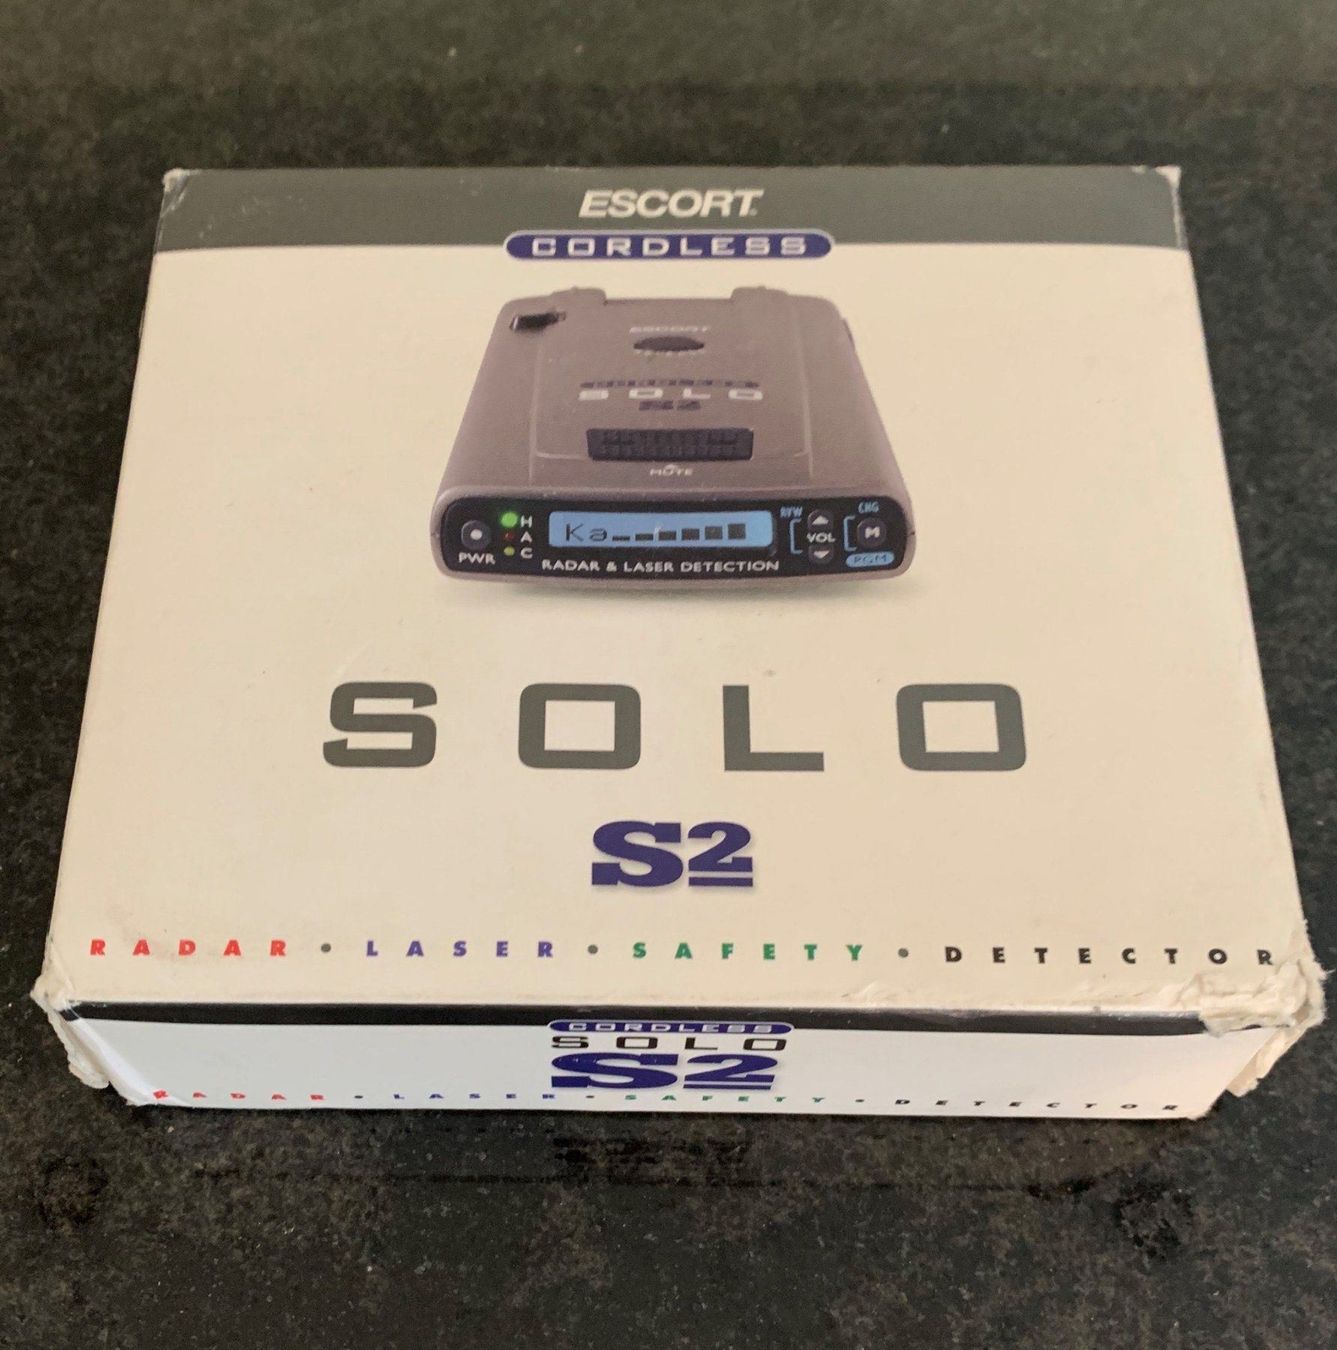 ESCORT
CORDLESS
ESCORT
SOLO
S2
MUTE
H
A
C
PWR
Ka
RADAR & LASER DETECTION
RVW
VOL
CHG
M
PGM
SOLO
S2
RADAR • LASER • SAFETY • DETECTOR
CORDLESS
SOLO
S2
RADAR • LASER • SAFETY • DETECTOR